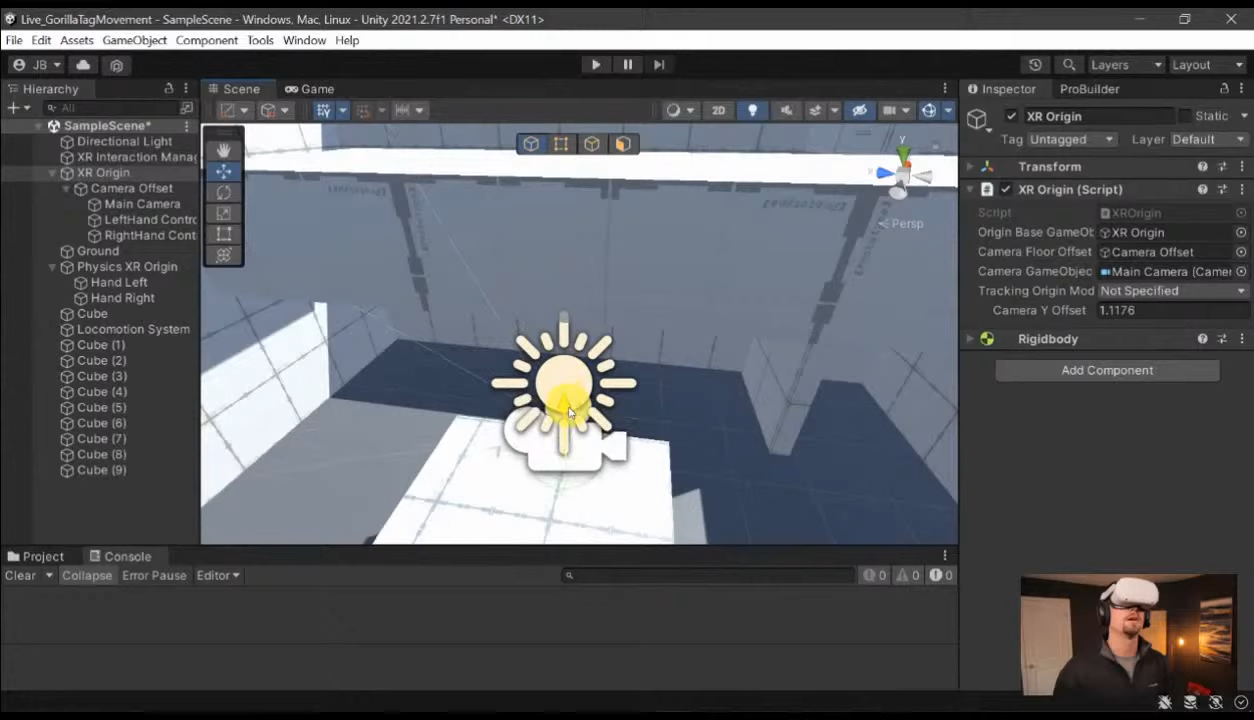 Live_GorillaTagMovement - SampleScene - Windows, Mac, Linux - Unity 2021.2.7f1 Personal* <DX11>
File Edit Assets GameObject Component Tools Window Help
JB Layers Layout
Hierarchy Scene Game Inspector ProBuilder
All 2D
SampleScene*
Directional Light
XR Interaction Manag
XR Origin
Camera Offset
Main Camera
LeftHand Contro
RightHand Cont
Ground
Physics XR Origin
Hand Left
Hand Right
Cube
Locomotion System
Cube (1)
Cube (2)
Cube (3)
Cube (4)
Cube (5)
Cube (6)
Cube (7)
Cube (8)
Cube (9)
y
x
Persp
XR Origin Static
Tag Untagged Layer Default
Transform
XR Origin (Script)
Script XROrigin
Origin Base GameOb XR Origin
Camera Floor Offset Camera Offset
Camera GameObjec Main Camera (Camer
Tracking Origin Mod Not Specified
Camera Y Offset 1.1176
Rigidbody
Add Component
Project Console
Clear Collapse Error Pause Editor 0 0 0